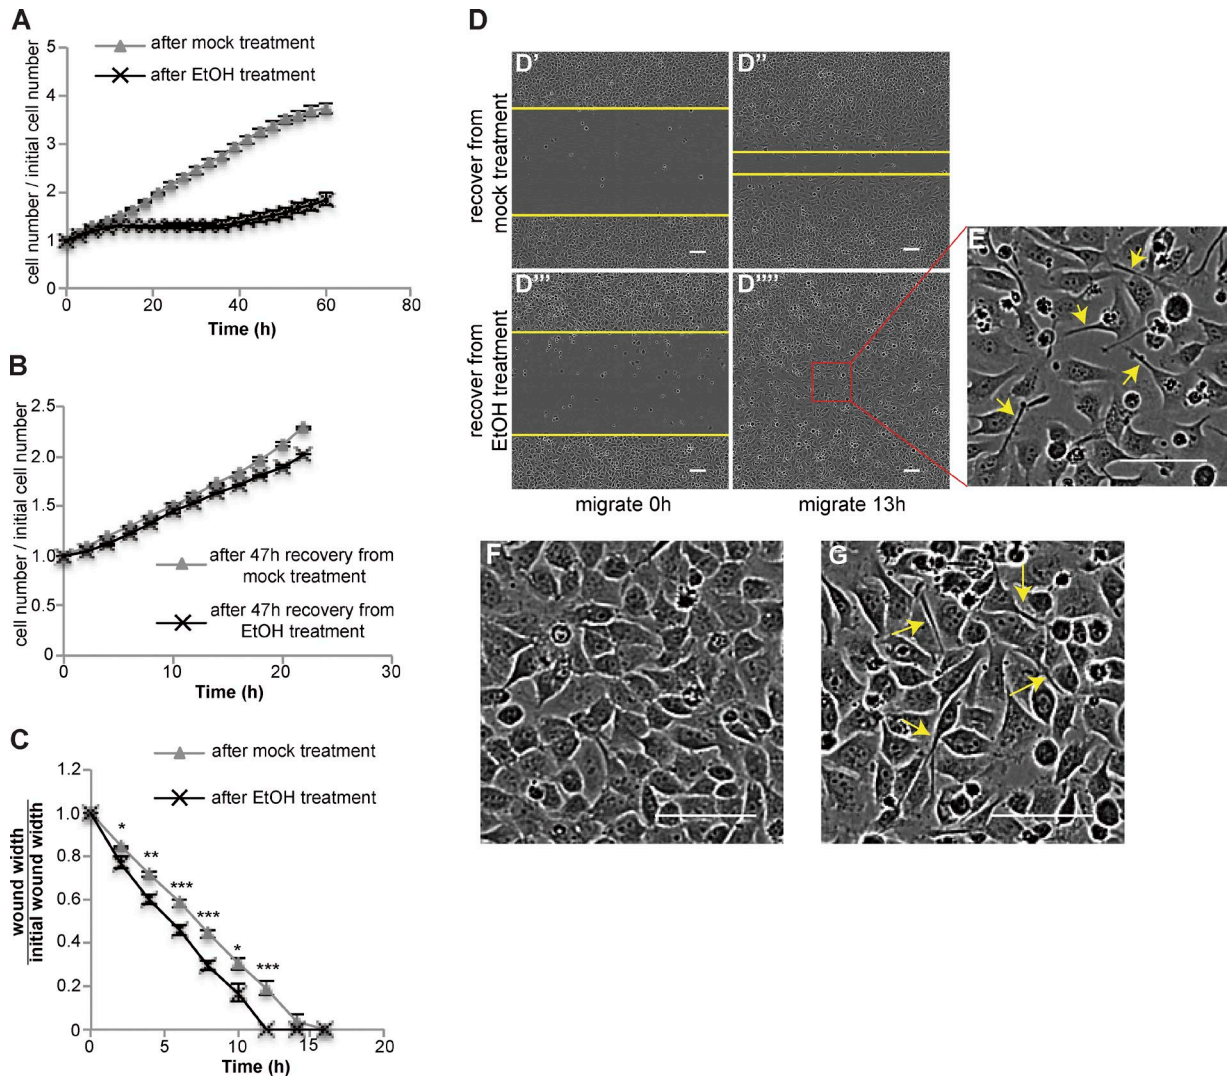 A
after mock treatment
after EtOH treatment
cell number / initial cell number
5
4
3
2
1
0
0
20
40
60
80
Time (h)
B
cell number / initial cell number
2.5
2.0
1.5
1.0
0.5
0
after 47h recovery from
mock treatment
after 47h recovery from
EtOH treatment
0
10
20
30
Time (h)
C
after mock treatment
after EtOH treatment
wound width
initial wound width
1.2
1.0
0.8
0.6
0.4
0.2
0
*
**
***
***
*
***
0
5
10
15
20
Time (h)
D
recover from
mock treatment
D'
D''
recover from
EtOH treatment
D'''
D''''
migrate 0h
migrate 13h
E
F
G